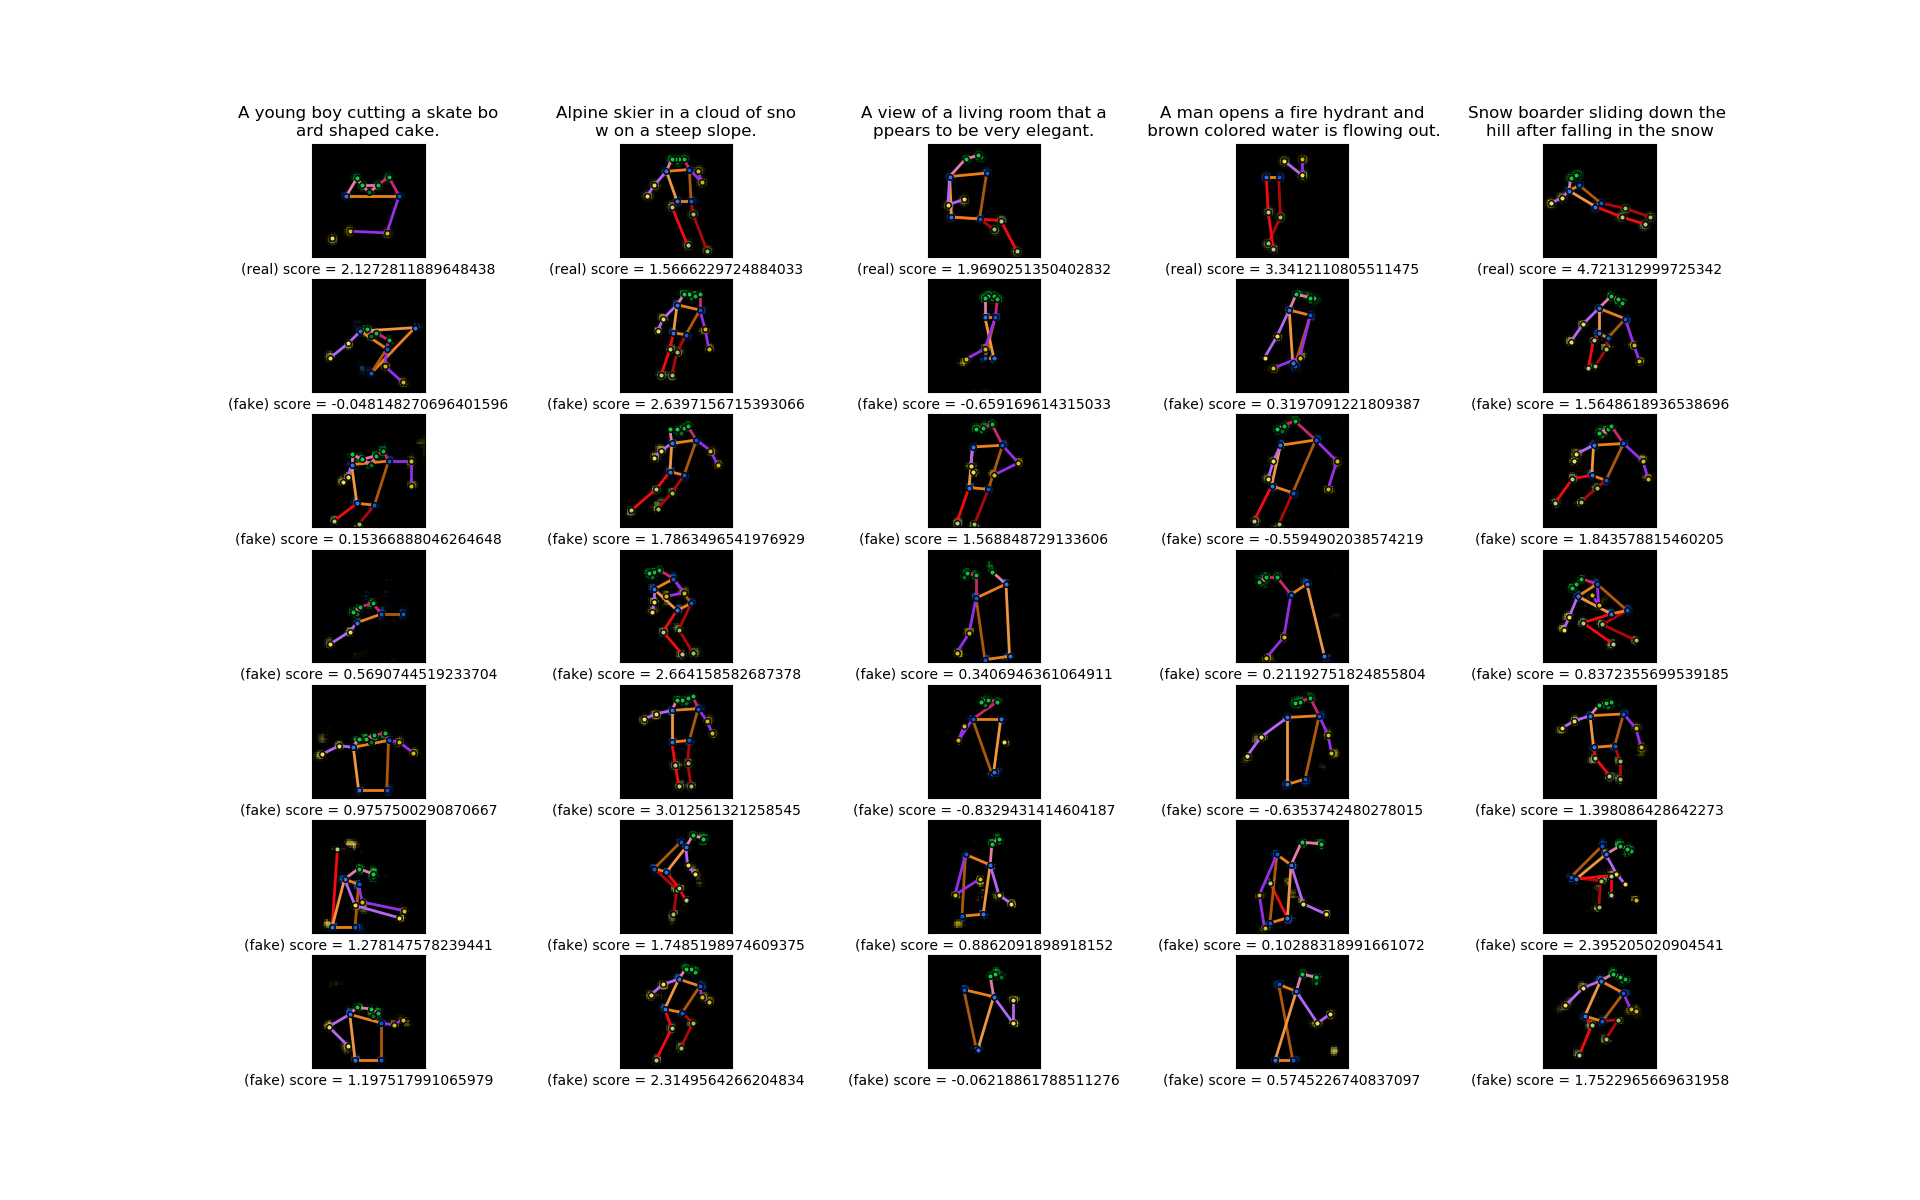 A young boy cutting a skate bo
ard shaped cake.
Alpine skier in a cloud of sno
w on a steep slope.
A view of a living room that a
ppears to be very elegant.
A man opens a fire hydrant and
brown colored water is flowing out.
Snow boarder sliding down the
hill after falling in the snow
(real) score = 2.1272811889648438
(real) score = 1.5666229724884033
(real) score = 1.9690251350402832
(real) score = 3.3412110805511475
(real) score = 4.721312999725342
(fake) score = -0.048148270696401596
(fake) score = 2.6397156715393066
(fake) score = -0.659169614315033
(fake) score = 0.3197091221809387
(fake) score = 1.5648618936538696
(fake) score = 0.15366888046264648
(fake) score = 1.7863496541976929
(fake) score = 1.568848729133606
(fake) score = -0.5594902038574219
(fake) score = 1.843578815460205
(fake) score = 0.5690744519233704
(fake) score = 2.664158582687378
(fake) score = 0.3406946361064911
(fake) score = 0.21192751824855804
(fake) score = 0.8372355699539185
(fake) score = 0.9757500290870667
(fake) score = 3.012561321258545
(fake) score = -0.8329431414604187
(fake) score = -0.6353742480278015
(fake) score = 1.398086428642273
(fake) score = 1.278147578239441
(fake) score = 1.7485198974609375
(fake) score = 0.8862091898918152
(fake) score = 0.10288318991661072
(fake) score = 2.395205020904541
(fake) score = 1.197517991065979
(fake) score = 2.3149564266204834
(fake) score = -0.06218861788511276
(fake) score = 0.5745226740837097
(fake) score = 1.7522965669631958